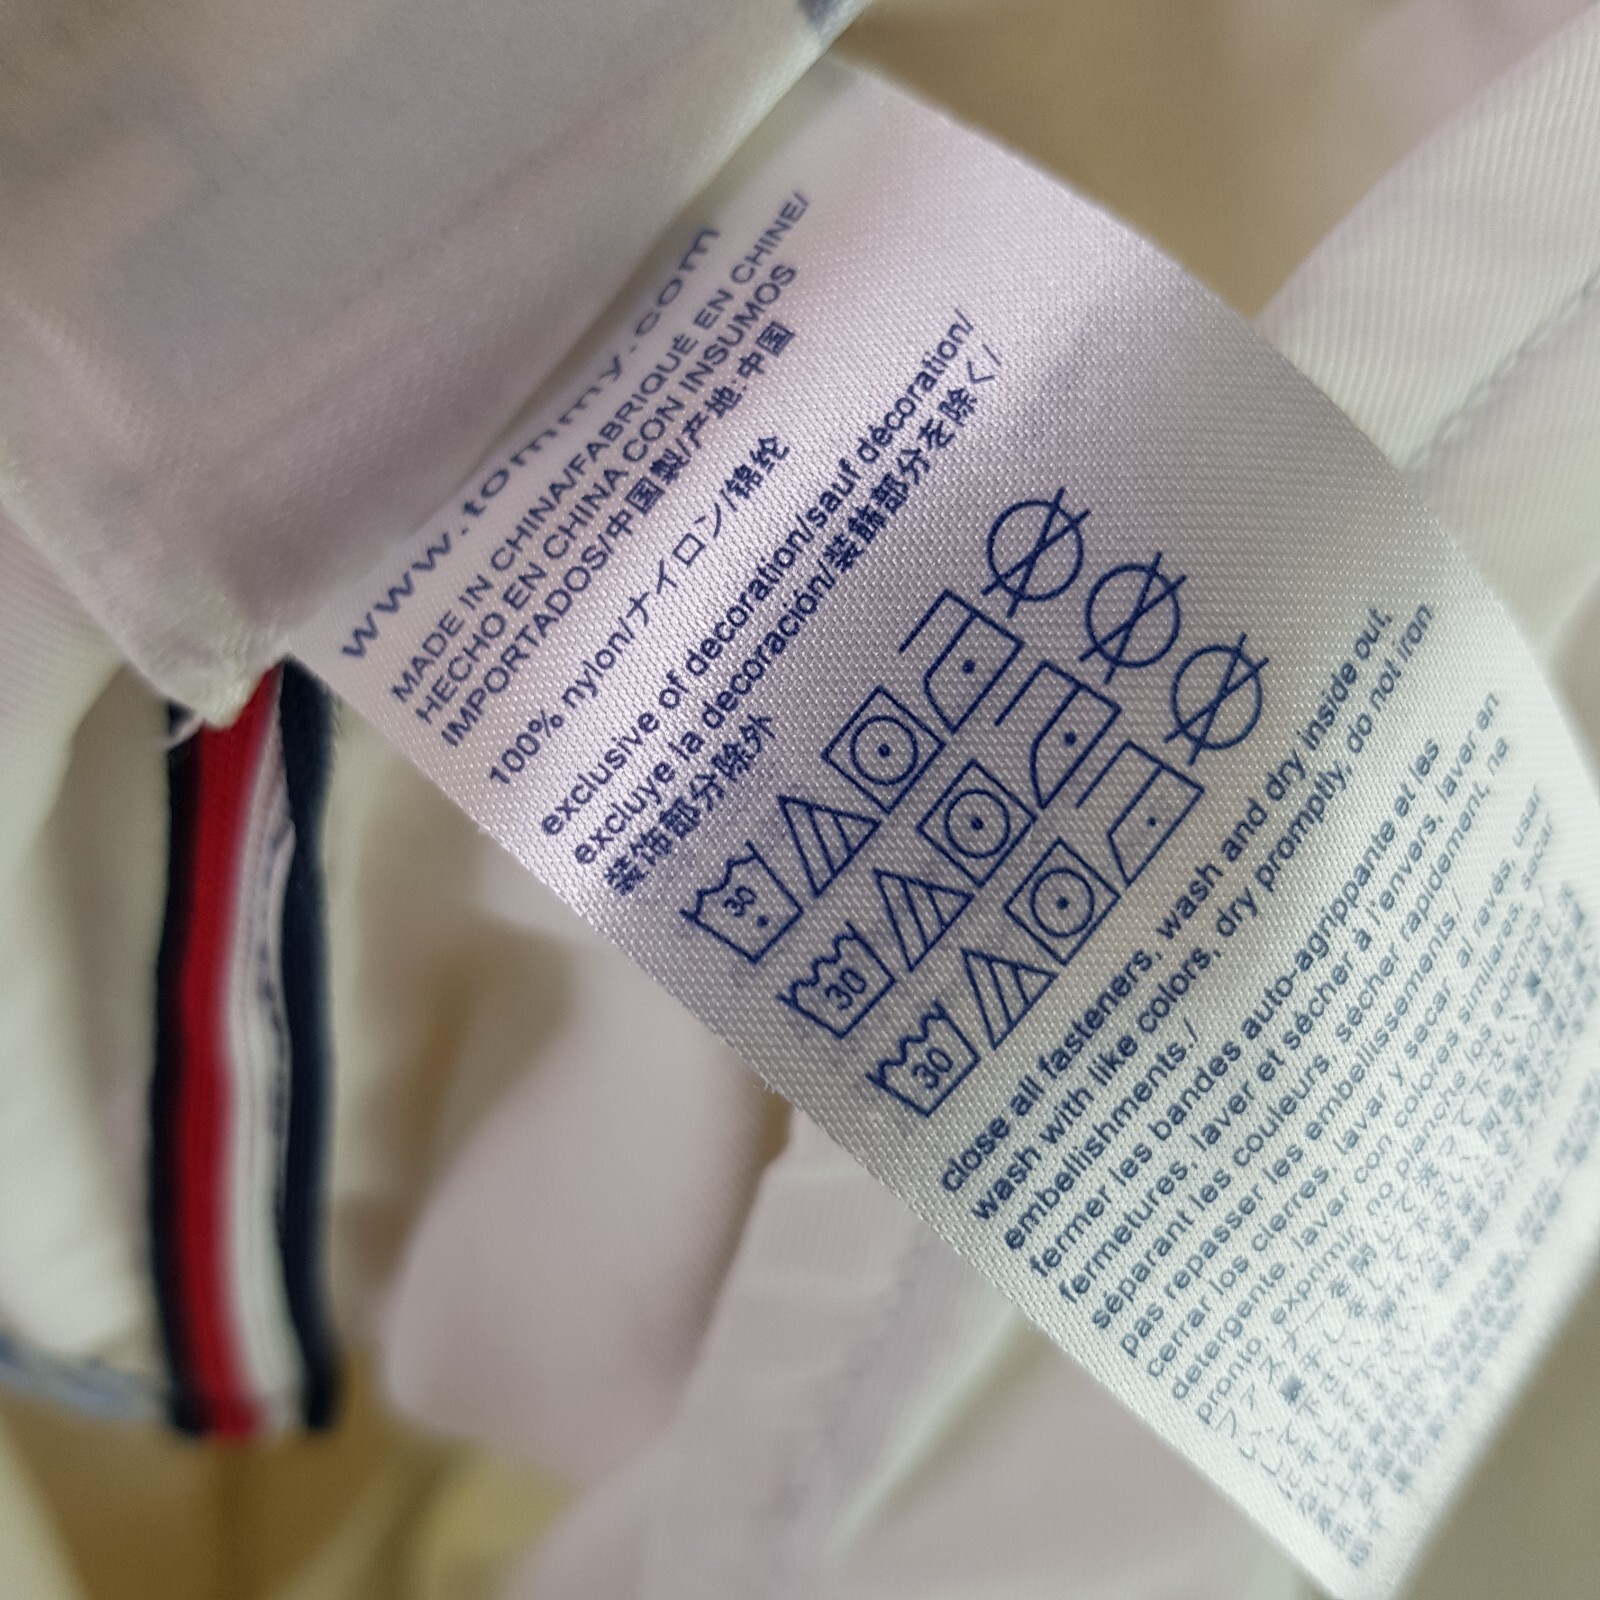 www.tommy.com
MADE IN CHINA/FABRIQUÉ EN CHINE/
HECHO EN CHINA CON INSUMOS
IMPORTADOS/中国製/产地:中国
100% nylon/ナイロン/锦纶
exclusive of decoration/sauf décoration/
excluye la decoración/装飾部分を除く/
装饰部分除外
30
30
30
close all fasteners, wash and dry inside out,
wash with like colors, dry promptly, do not iron
embellishments./
fermer les bandes auto-agrippante et les
fermetures, laver et sécher à l'envers, laver en
séparant les couleurs, sécher rapidement, ne
pas repasser les embellissements./
cerrar los cierres, lavar y secar al revés, usar
detergente, lavar con colores similares, secar
pronto, exprimir, no planche los adornos./